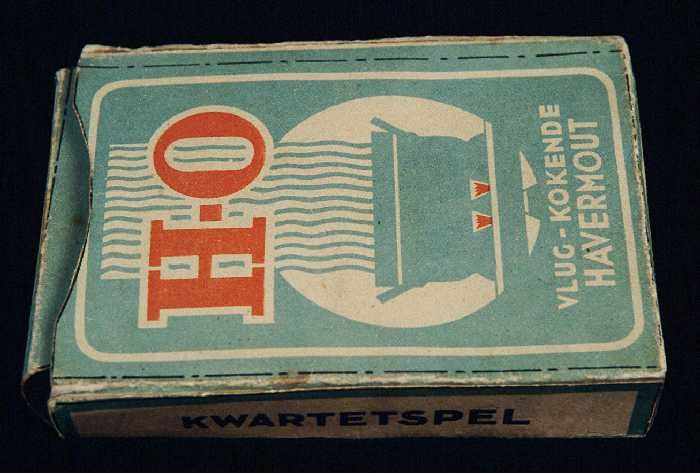 H-O
VLUG-KOKENDE
HAVERMOUT
KWARTETSPEL